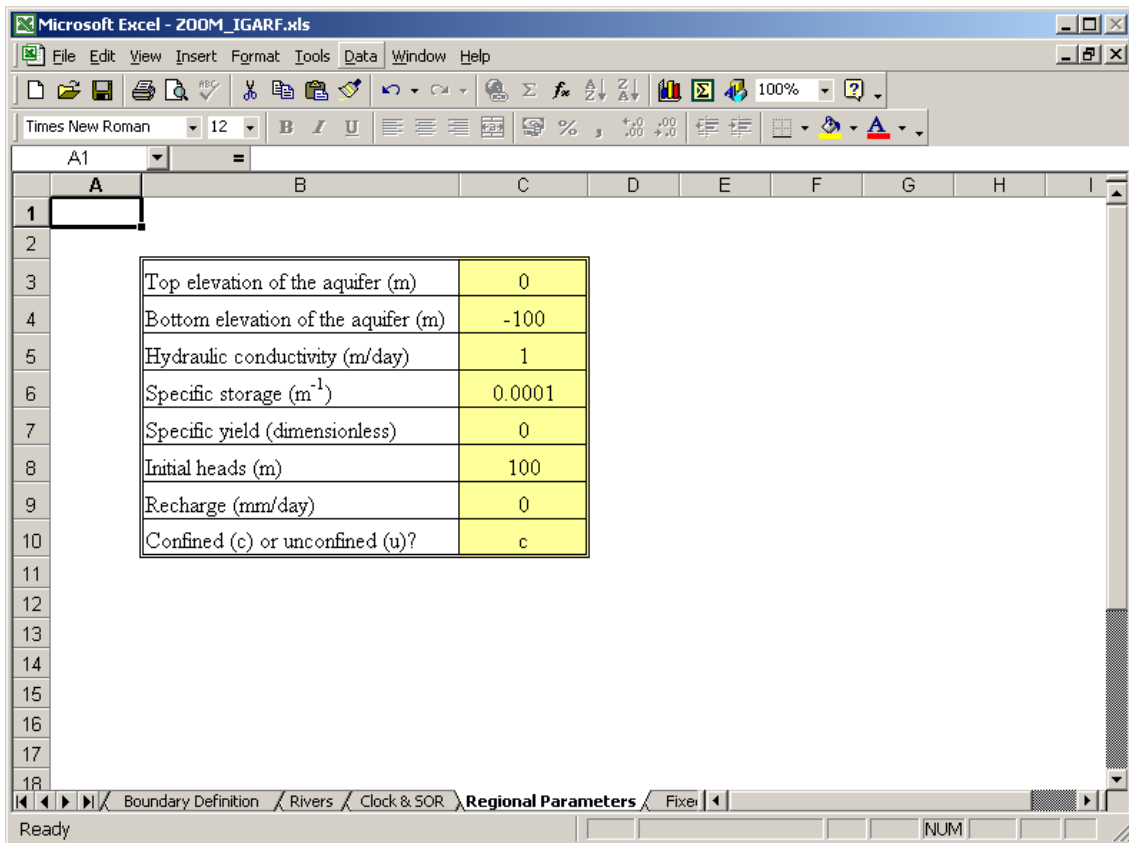 Microsoft Excel - ZOOM_IGARF.xls
File Edit View Insert Format Tools Data Window Help
100%
Times New Roman 12 B I U
A1 =
A B C D E F G H I
1
2
3 Top elevation of the aquifer (m) 0
4 Bottom elevation of the aquifer (m) -100
5 Hydraulic conductivity (m/day) 1
6 Specific storage (m⁻¹) 0.0001
7 Specific yield (dimensionless) 0
8 Initial heads (m) 100
9 Recharge (mm/day) 0
10 Confined (c) or unconfined (u)? c
11
12
13
14
15
16
17
18
Boundary Definition Rivers Clock & SOR Regional Parameters Fixe
Ready NUM